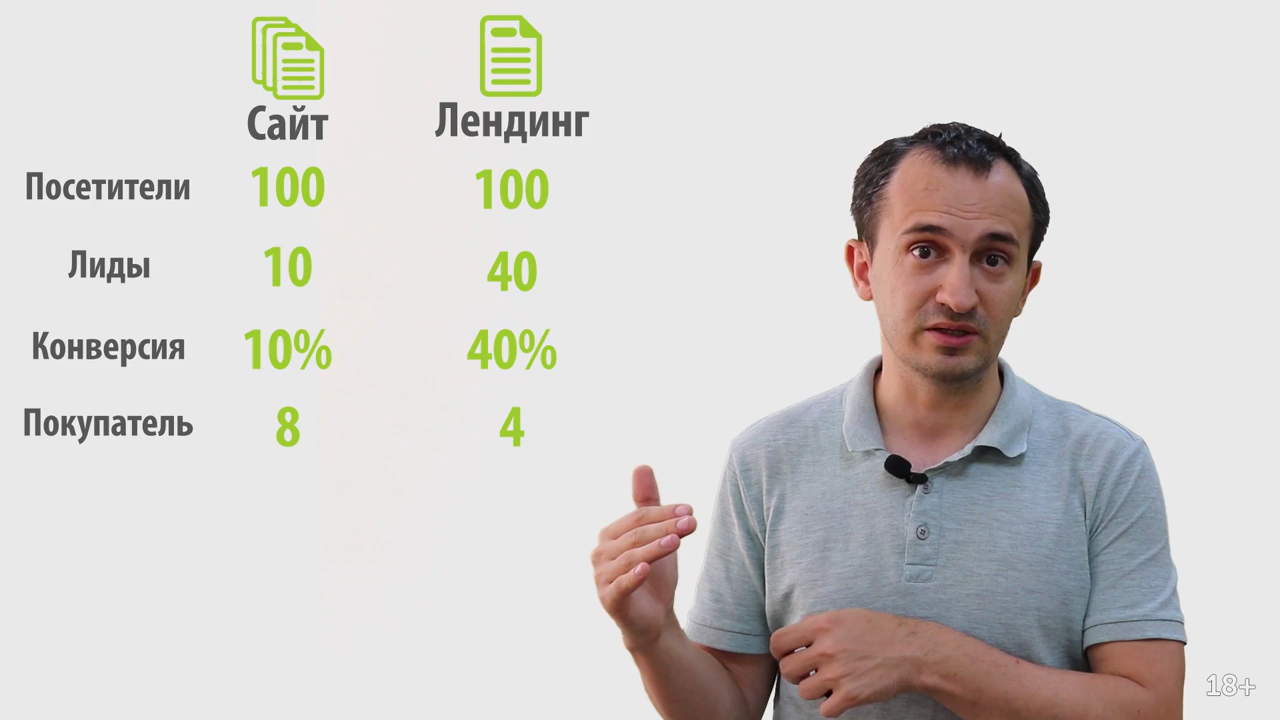 Сайт Лендинг
Посетители 100 100
Лиды 10 40
Конверсия 10% 40%
Покупатель 8 4
18+